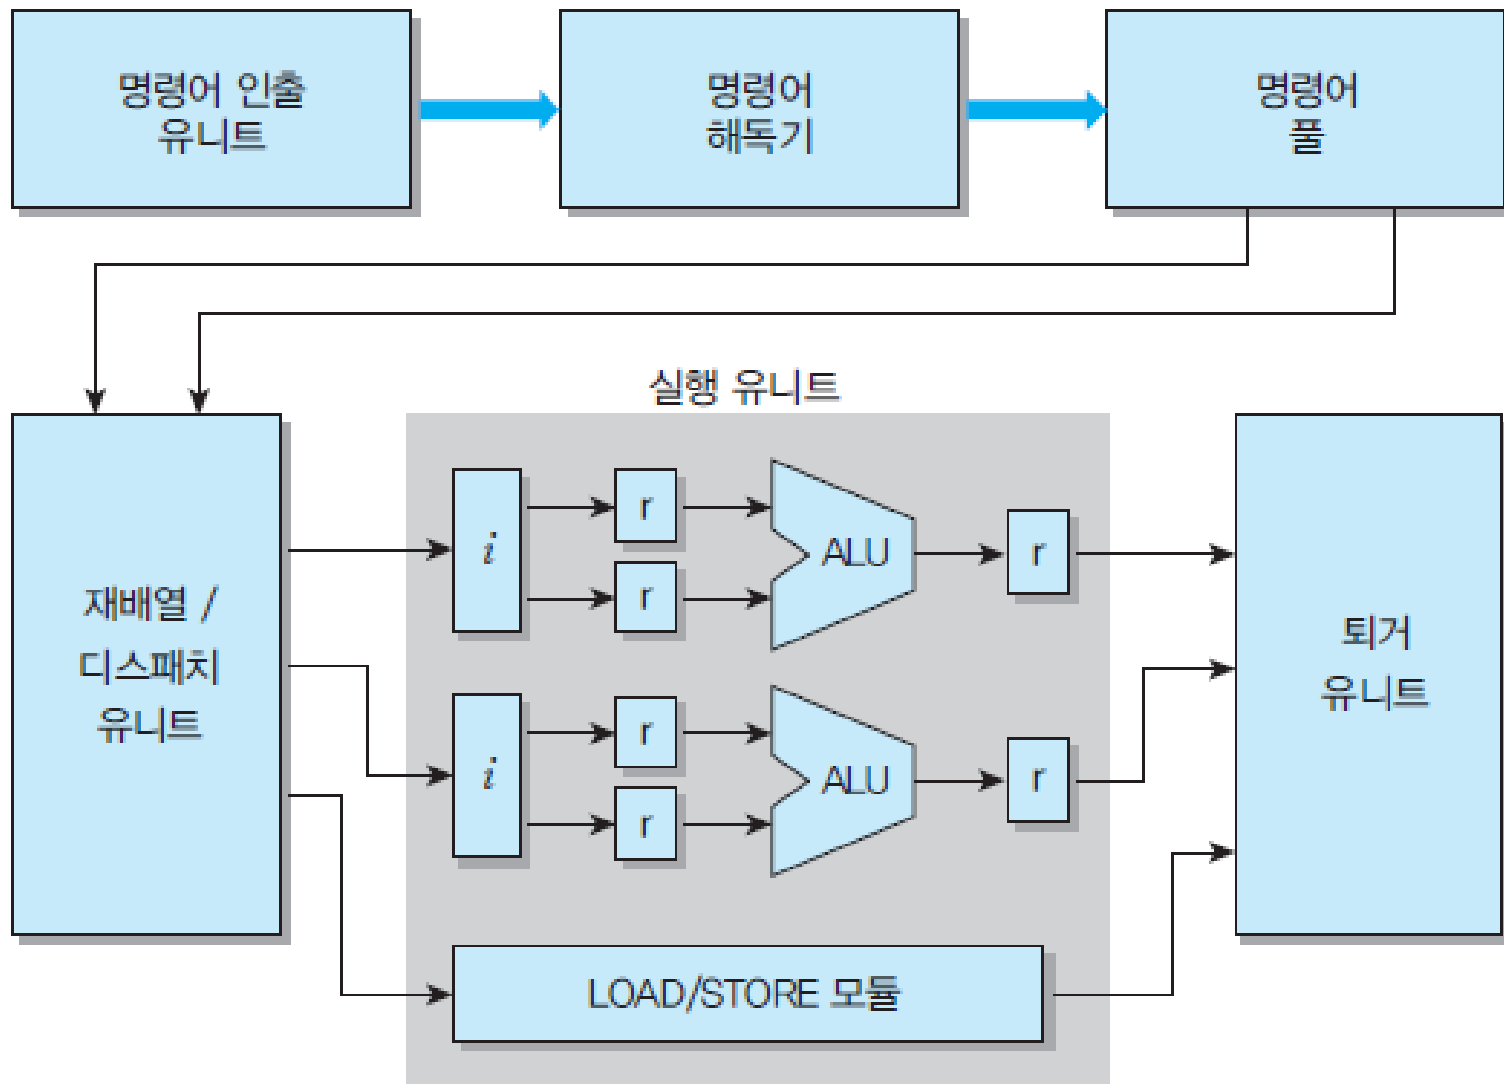 명령어 인출
유니트
명령어
해독기
명령어
풀
실행 유니트
재배열 /
디스패치
유니트
i
r
r
ALU
r
i
r
r
ALU
r
LOAD/STORE 모듈
퇴거
유니트